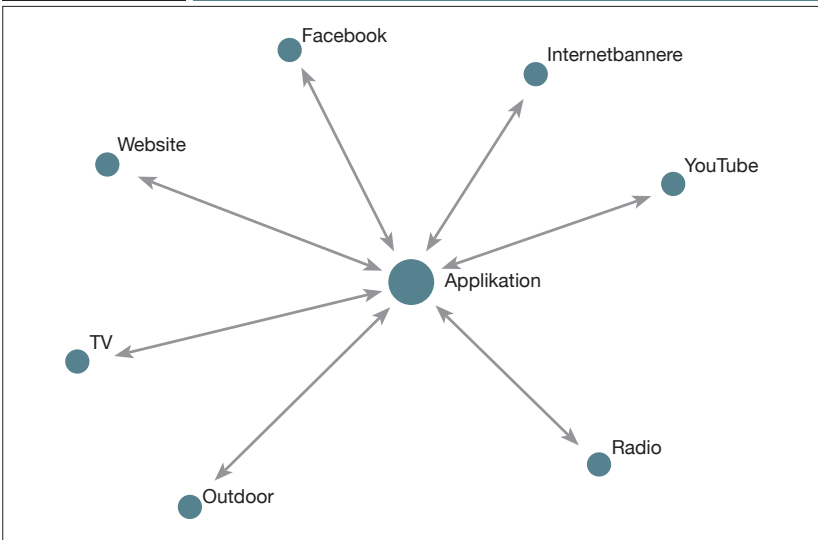 Facebook
Internetbannere
Website
YouTube
Applikation
TV
Radio
Outdoor